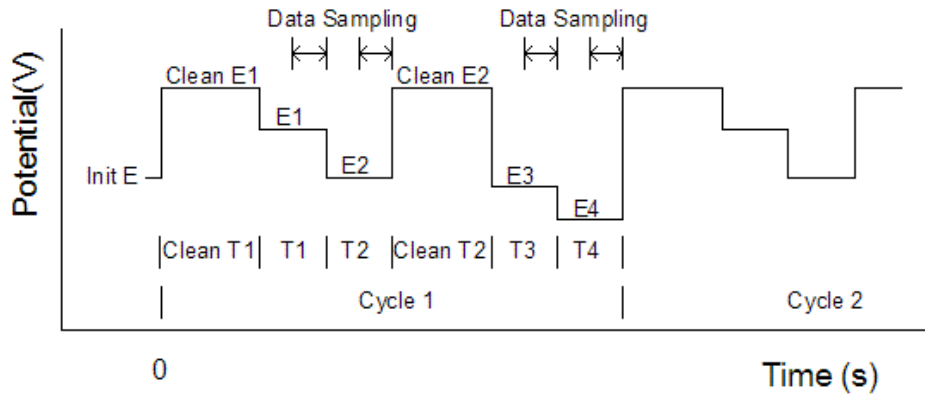 Data Sampling Data Sampling
Clean E1 Clean E2
E1
Init E E2 E3
E4
Clean T1 T1 T2 Clean T2 T3 T4
Cycle 1 Cycle 2
0
Time (s)
Potential(V)